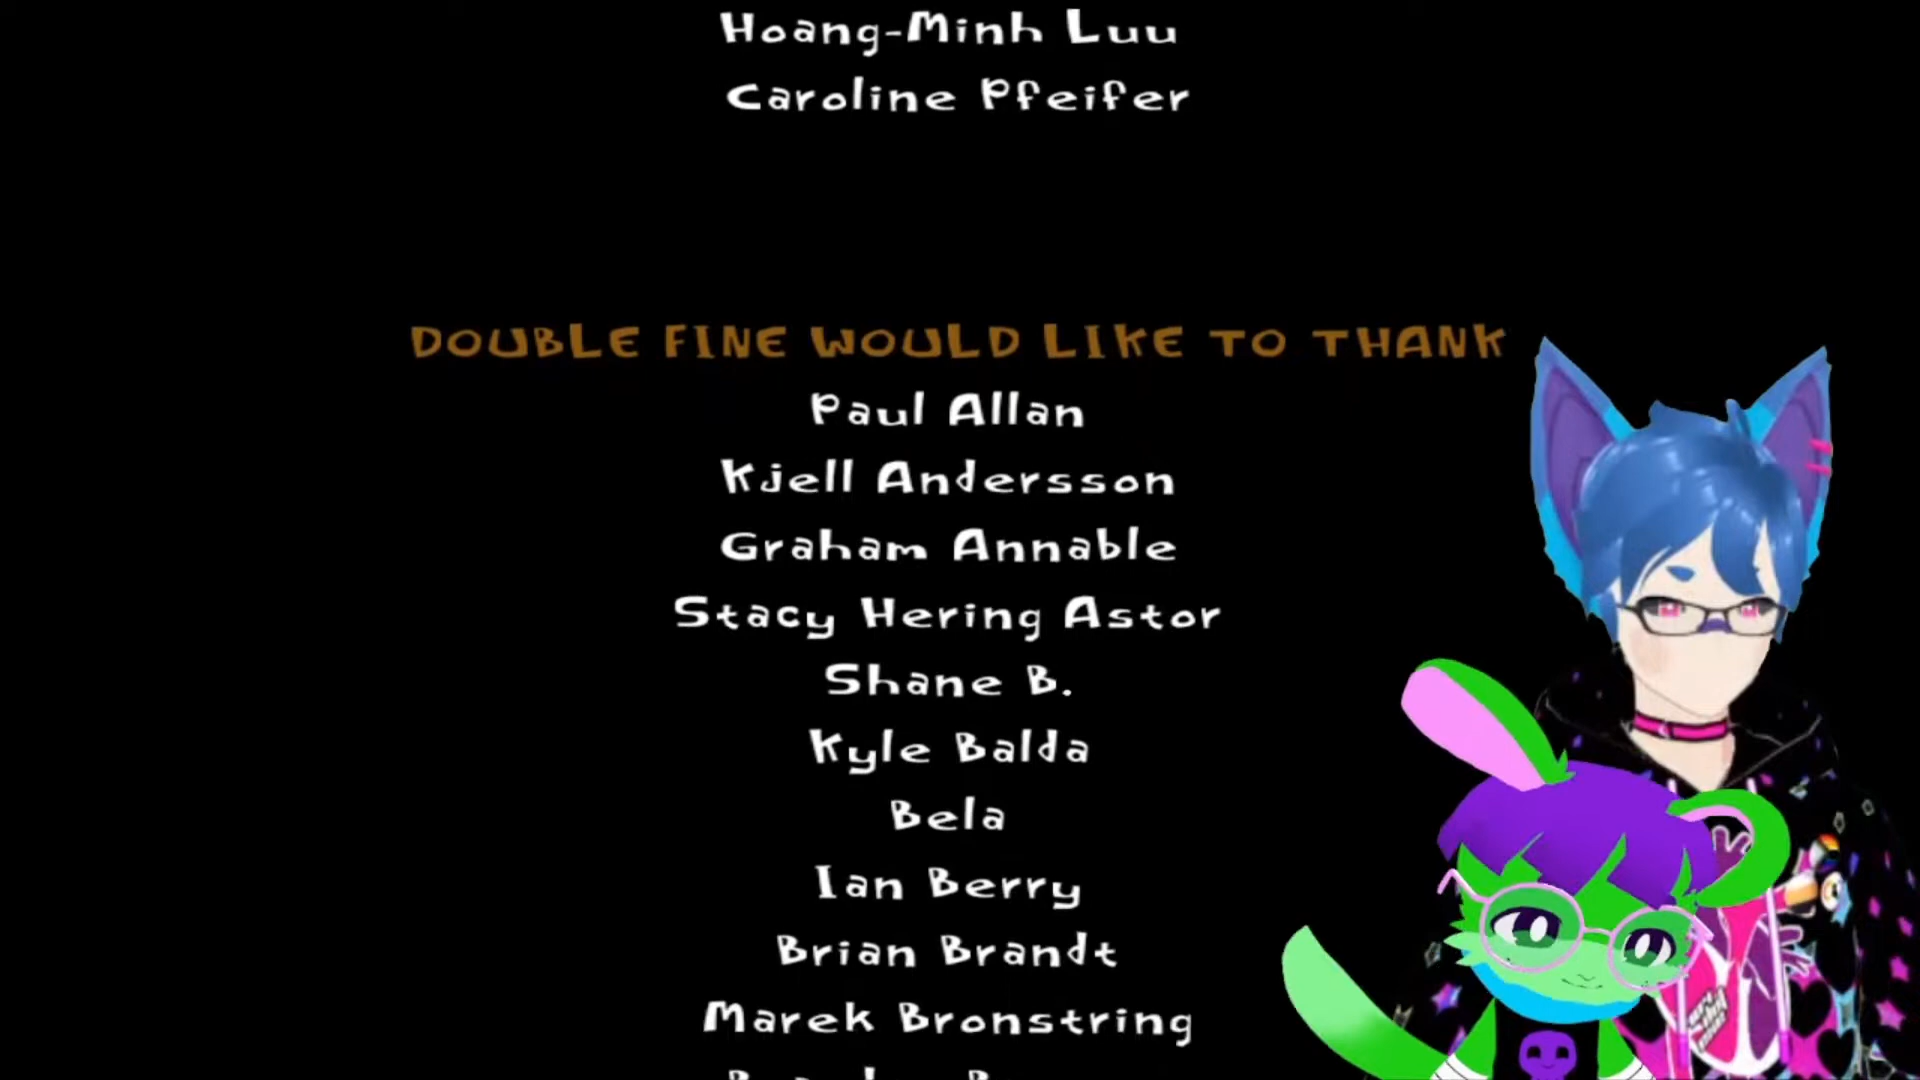 Hoang-Minh Luu
Caroline Pfeifer
DOUBLE FINE WOULD LIKE TO THANK
Paul Allan
Kjell Andersson
Graham Annable
Stacy Hering Astor
Shane B.
Kyle Balda
Bela
Ian Berry
Brian Brandt
Marek Bronstring